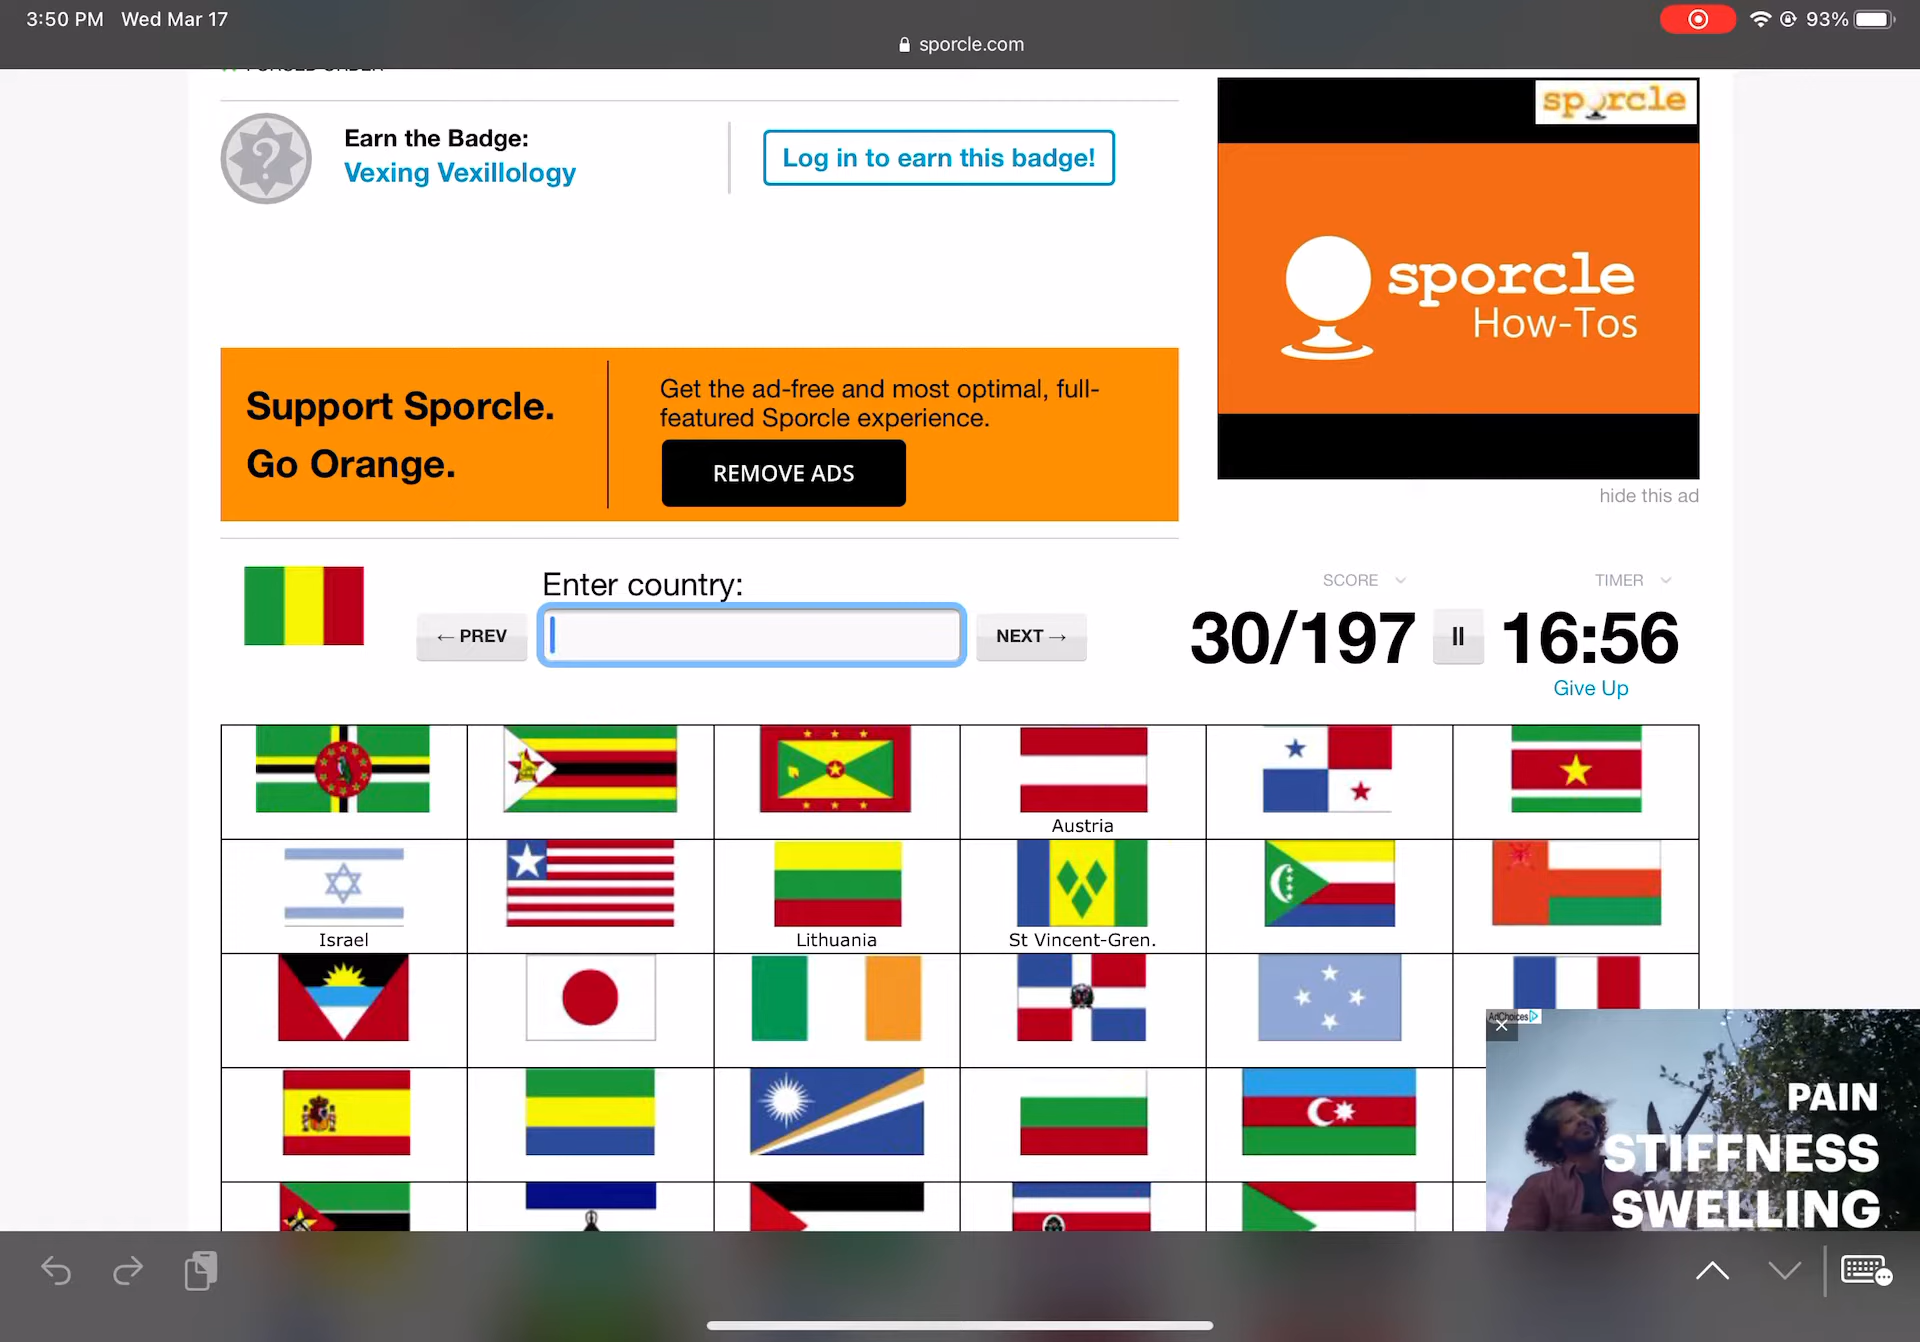 3:50 PM Wed Mar 17
93%
sporcle.com
Earn the Badge:
Vexing Vexillology
Log in to earn this badge!
sporcle
sporcle
How-Tos
hide this ad
Support Sporcle.
Go Orange.
Get the ad-free and most optimal, full-
featured Sporcle experience.
REMOVE ADS
Enter country:
← PREV
NEXT →
SCORE
30/197
TIMER
16:56
Give Up
Austria
Israel
Lithuania
St Vincent-Gren.
AdChoices
PAIN
STIFFNESS
SWELLING